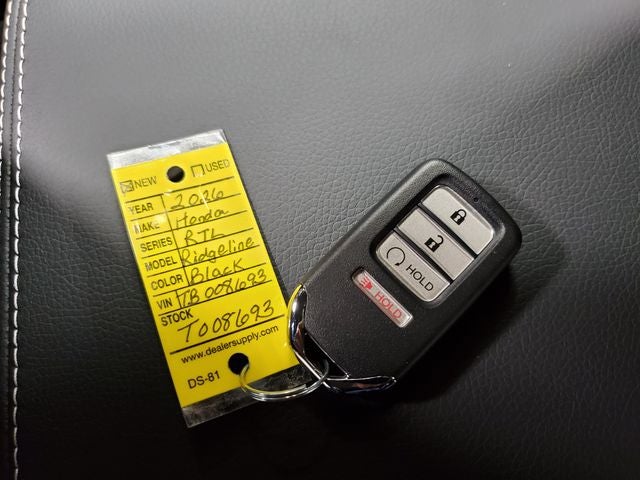 NEW USED
YEAR 2026
MAKE Honda
SERIES RTL
MODEL Ridgeline
COLOR Black
VIN TB008693
STOCK
T008693
www.dealersupply.com
DS-81
HOLD
HOLD